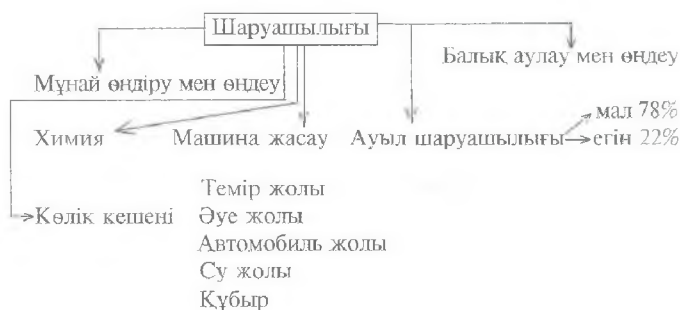 Шаруашылығы
Балық аулау мен өңдеу
Мұнай өндіру мен өңдеу
мал 78%
Химия Машина жасау Ауыл шаруашылығы егін 22%
Темір жолы
Көлік кешені Әуе жолы
Автомобиль жолы
Су жолы
Құбыр